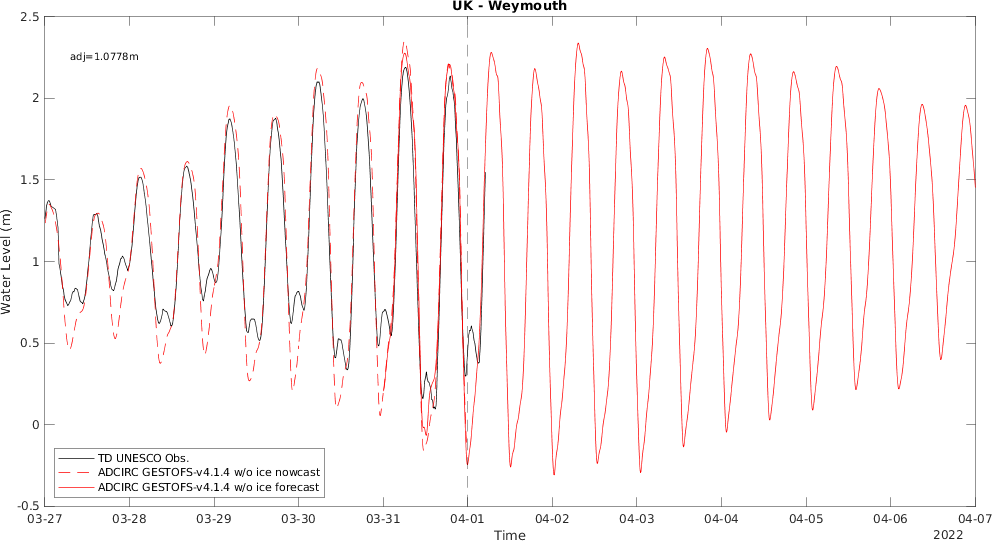 UK - Weymouth
2.5
adj=1.0778m
2
1.5
1
0.5
0
-0.5
Water Level (m)
TD UNESCO Obs.
ADCIRC GESTOFS-v4.1.4 w/o ice nowcast
ADCIRC GESTOFS-v4.1.4 w/o ice forecast
03-27 03-28 03-29 03-30 03-31 04-01 04-02 04-03 04-04 04-05 04-06 04-07
Time
2022